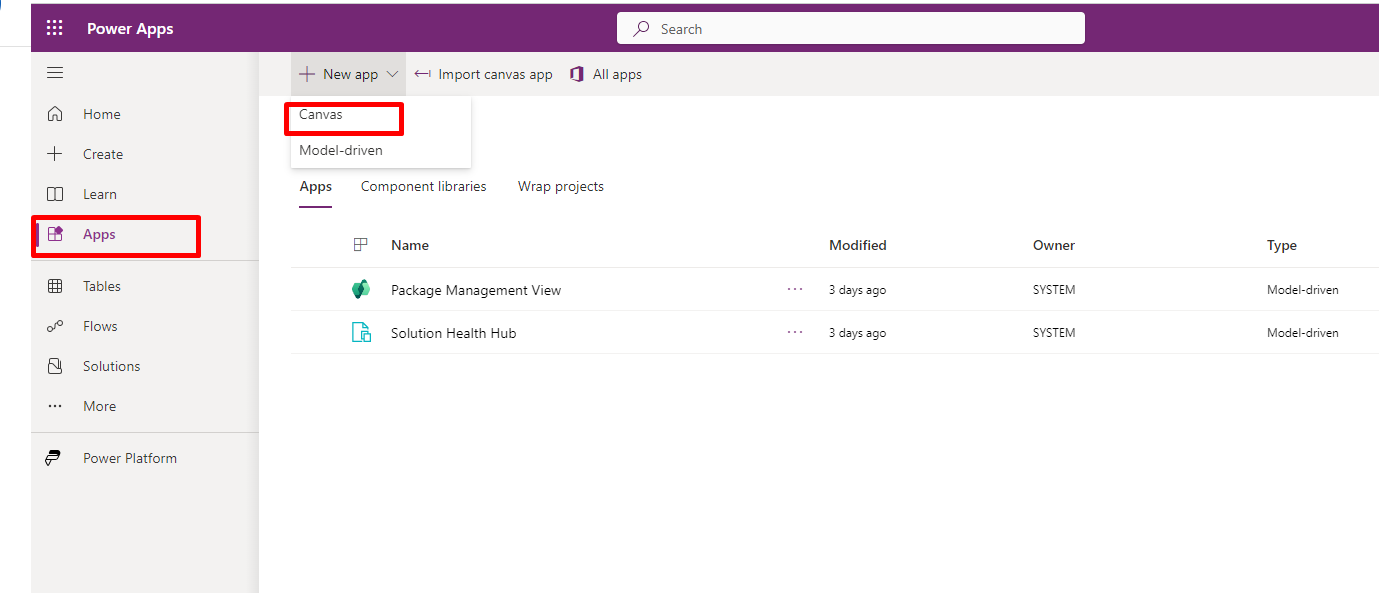 Power Apps
Search
New app
Import canvas app
All apps
Home
Create
Learn
Apps
Tables
Flows
Solutions
More
Power Platform
Canvas
Model-driven
Apps Component libraries Wrap projects
Name Modified Owner Type
Package Management View 3 days ago SYSTEM Model-driven
Solution Health Hub 3 days ago SYSTEM Model-driven